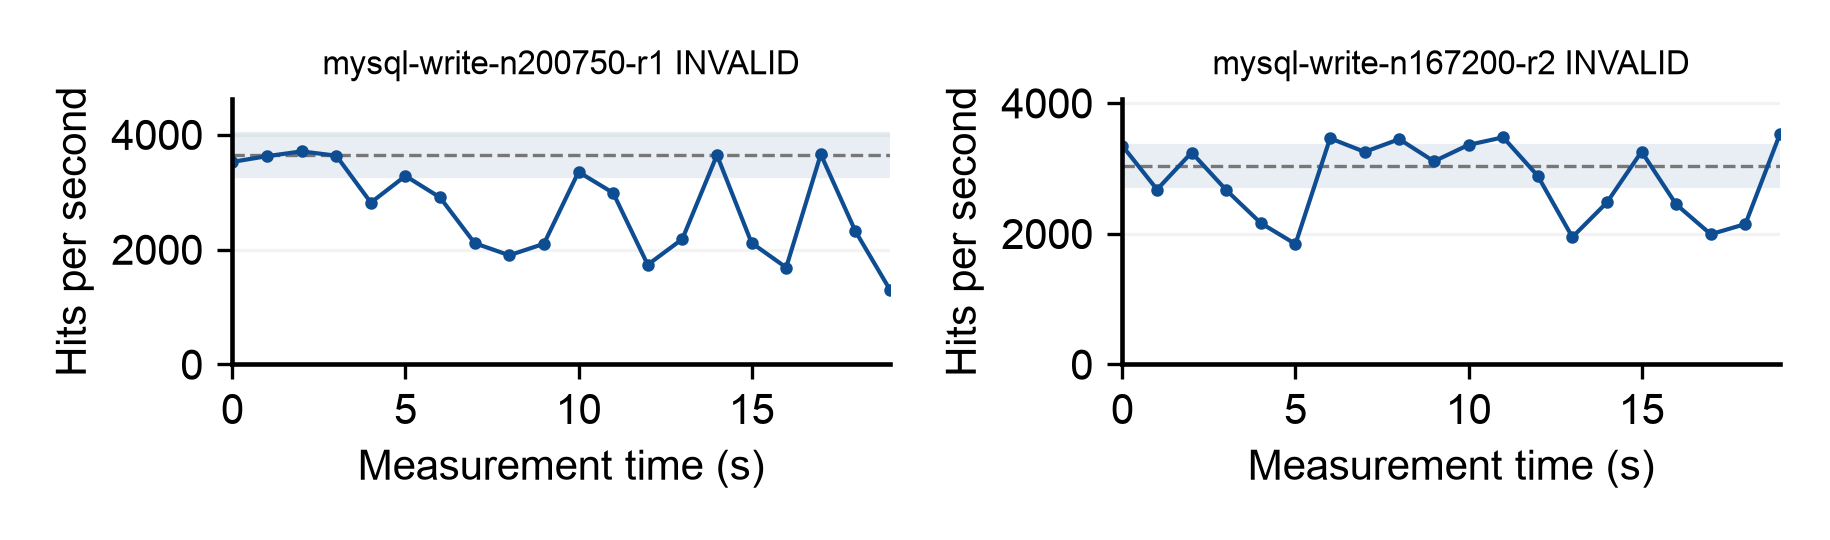 mysql-write-n200750-r1 INVALID
Hits per second
4000
2000
0
0 5 10 15
Measurement time (s)
mysql-write-n167200-r2 INVALID
Hits per second
4000
2000
0
0 5 10 15
Measurement time (s)